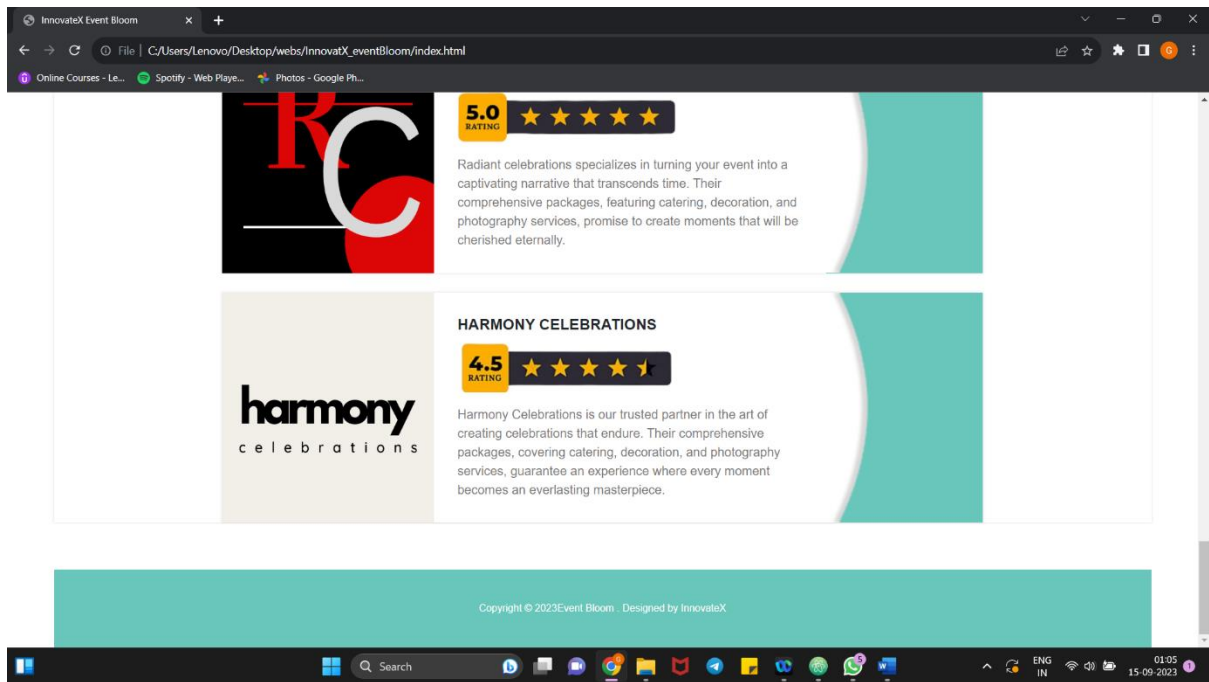 InnovateX Event Bloom
File | C:/Users/Lenovo/Desktop/webs/InnovatX_eventBloom/index.html
G
Online Courses - Le... Spotify - Web Playe... Photos - Google Ph...
RC
5.0
RATING
Radiant celebrations specializes in turning your event into a
captivating narrative that transcends time. Their
comprehensive packages, featuring catering, decoration, and
photography services, promise to create moments that will be
cherished eternally.
harmony
celebrations
HARMONY CELEBRATIONS
4.5
RATING
Harmony Celebrations is our trusted partner in the art of
creating celebrations that endure. Their comprehensive
packages, covering catering, decoration, and photography
services, guarantee an experience where every moment
becomes an everlasting masterpiece.
Copyright © 2023Event Bloom . Designed by InnovateX
Search
5
ENG
IN
01:05
15-09-2023
1